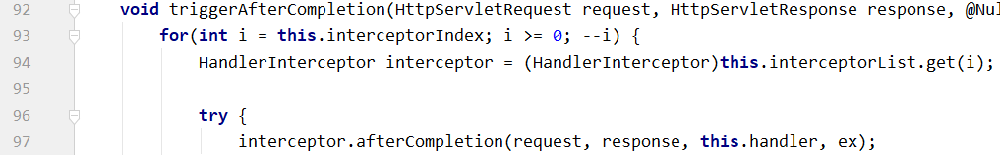 92 void triggerAfterCompletion(HttpServletRequest request, HttpServletResponse response, @Nul
93 for(int i = this.interceptorIndex; i >= 0; --i) {
94 HandlerInterceptor interceptor = (HandlerInterceptor)this.interceptorList.get(i);
95
96 try {
97 interceptor.afterCompletion(request, response, this.handler, ex);